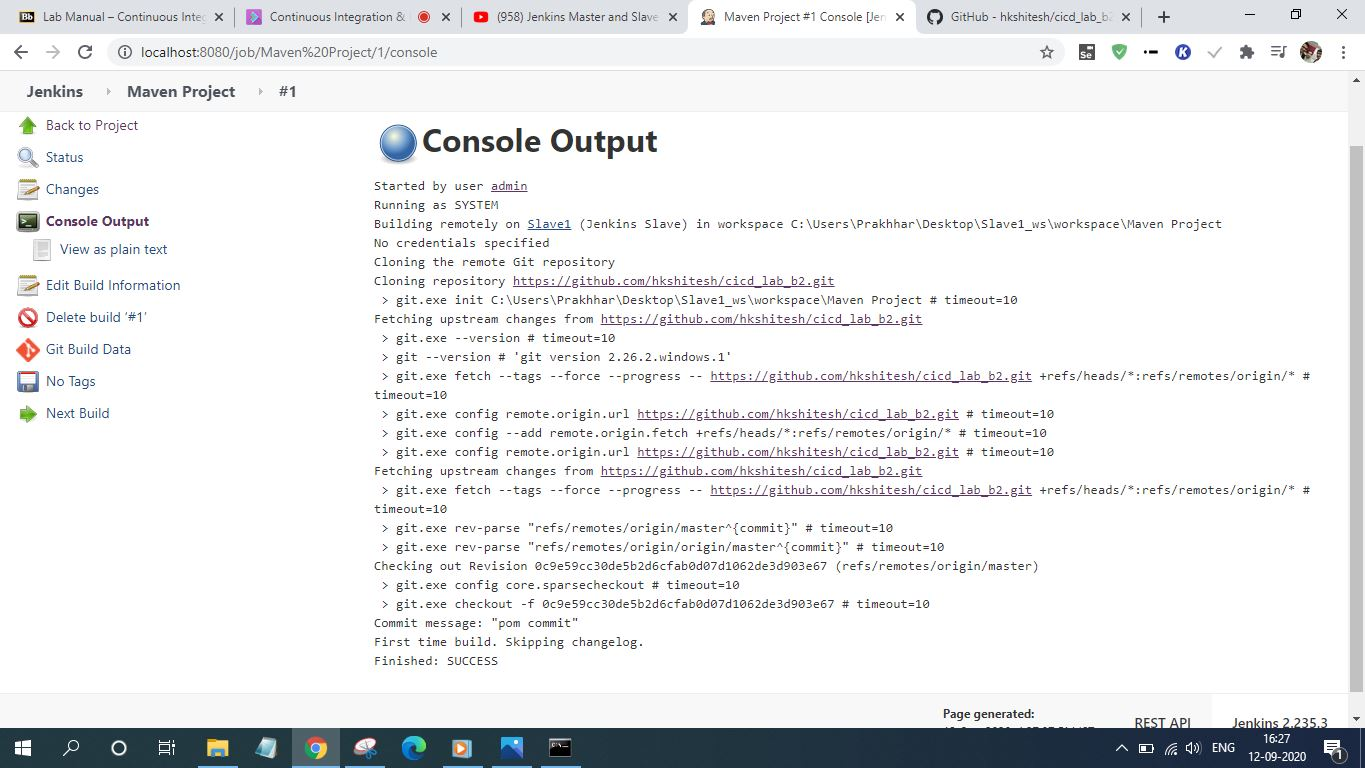 Lab Manual – Continuous Integ
Continuous Integration &
(958) Jenkins Master and Slave
Maven Project #1 Console [Jen
GitHub - hkshitesh/cicd_lab_b2
localhost:8080/job/Maven%20Project/1/console
Jenkins Maven Project #1
Back to Project
Status
Changes
Console Output
View as plain text
Edit Build Information
Delete build ‘#1’
Git Build Data
No Tags
Next Build
Console Output
Started by user admin
Running as SYSTEM
Building remotely on Slave1 (Jenkins Slave) in workspace C:\Users\Prakhhar\Desktop\Slave1_ws\workspace\Maven Project
No credentials specified
Cloning the remote Git repository
Cloning repository https://github.com/hkshitesh/cicd_lab_b2.git
> git.exe init C:\Users\Prakhhar\Desktop\Slave1_ws\workspace\Maven Project # timeout=10
Fetching upstream changes from https://github.com/hkshitesh/cicd_lab_b2.git
> git.exe --version # timeout=10
> git --version # 'git version 2.26.2.windows.1'
> git.exe fetch --tags --force --progress -- https://github.com/hkshitesh/cicd_lab_b2.git +refs/heads/*:refs/remotes/origin/* #
timeout=10
> git.exe config remote.origin.url https://github.com/hkshitesh/cicd_lab_b2.git # timeout=10
> git.exe config --add remote.origin.fetch +refs/heads/*:refs/remotes/origin/* # timeout=10
> git.exe config remote.origin.url https://github.com/hkshitesh/cicd_lab_b2.git # timeout=10
Fetching upstream changes from https://github.com/hkshitesh/cicd_lab_b2.git
> git.exe fetch --tags --force --progress -- https://github.com/hkshitesh/cicd_lab_b2.git +refs/heads/*:refs/remotes/origin/* #
timeout=10
> git.exe rev-parse "refs/remotes/origin/master^{commit}" # timeout=10
> git.exe rev-parse "refs/remotes/origin/origin/master^{commit}" # timeout=10
Checking out Revision 0c9e59cc30de5b2d6cfab0d07d1062de3d903e67 (refs/remotes/origin/master)
> git.exe config core.sparsecheckout # timeout=10
> git.exe checkout -f 0c9e59cc30de5b2d6cfab0d07d1062de3d903e67 # timeout=10
Commit message: "pom commit"
First time build. Skipping changelog.
Finished: SUCCESS
Page generated:
REST API
Jenkins 2.235.3
ENG
16:27
12-09-2020